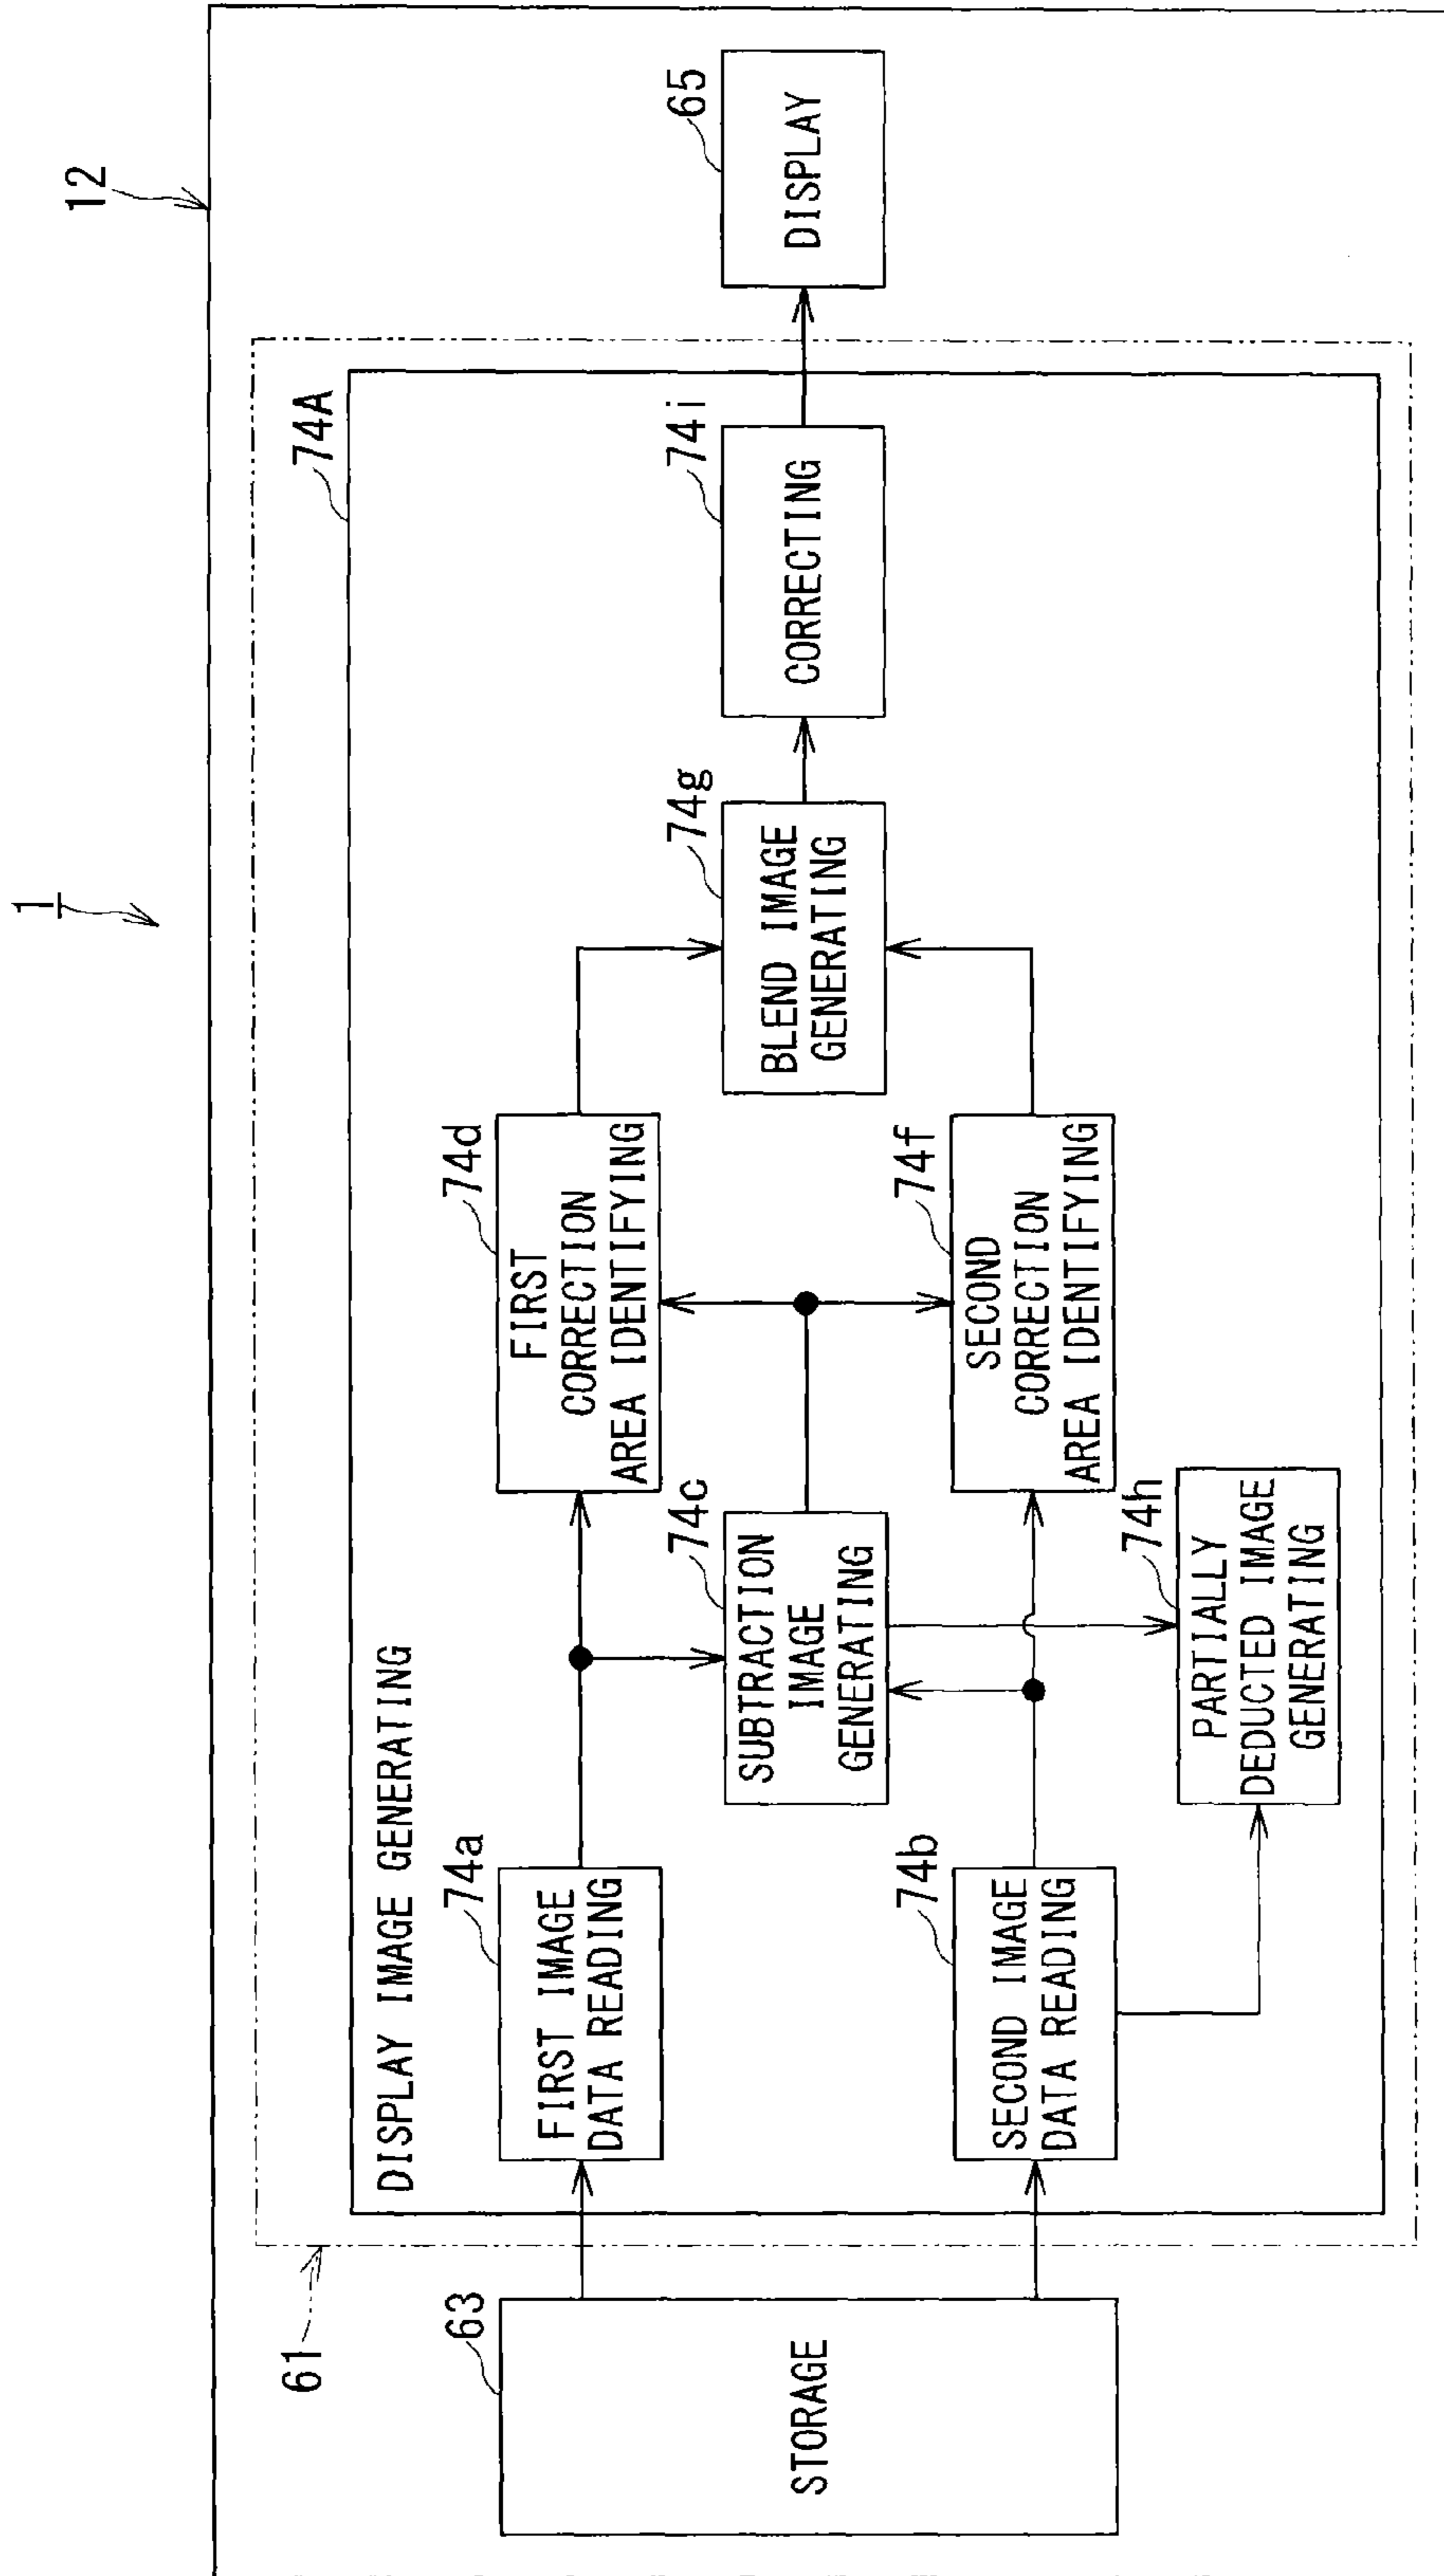 1
12
61
74A
DISPLAY IMAGE GENERATING
63
STORAGE
74a
FIRST IMAGE
DATA READING
74b
SECOND IMAGE
DATA READING
74c
SUBTRACTION
IMAGE
GENERATING
74h
PARTIALLY
DEDUCTED IMAGE
GENERATING
74d
FIRST
CORRECTION
AREA IDENTIFYING
74f
SECOND
CORRECTION
AREA IDENTIFYING
74g
BLEND IMAGE
GENERATING
74i
CORRECTING
65
DISPLAY